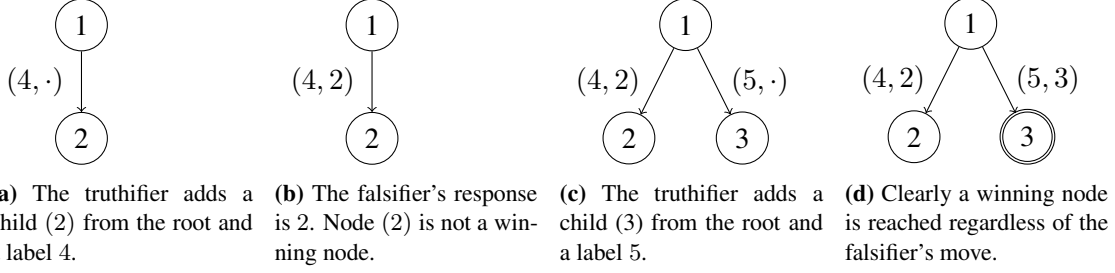 1
(4, ·)
2
a) The truthifier adds a
child (2) from the root and
label 4.
1
(4, 2)
2
(b) The falsifier's response
is 2. Node (2) is not a win-
ning node.
1
(4, 2) (5, ·)
2 3
(c) The truthifier adds a
child (3) from the root and
a label 5.
1
(4, 2) (5, 3)
2 3
(d) Clearly a winning node
is reached regardless of the
falsifier's move.